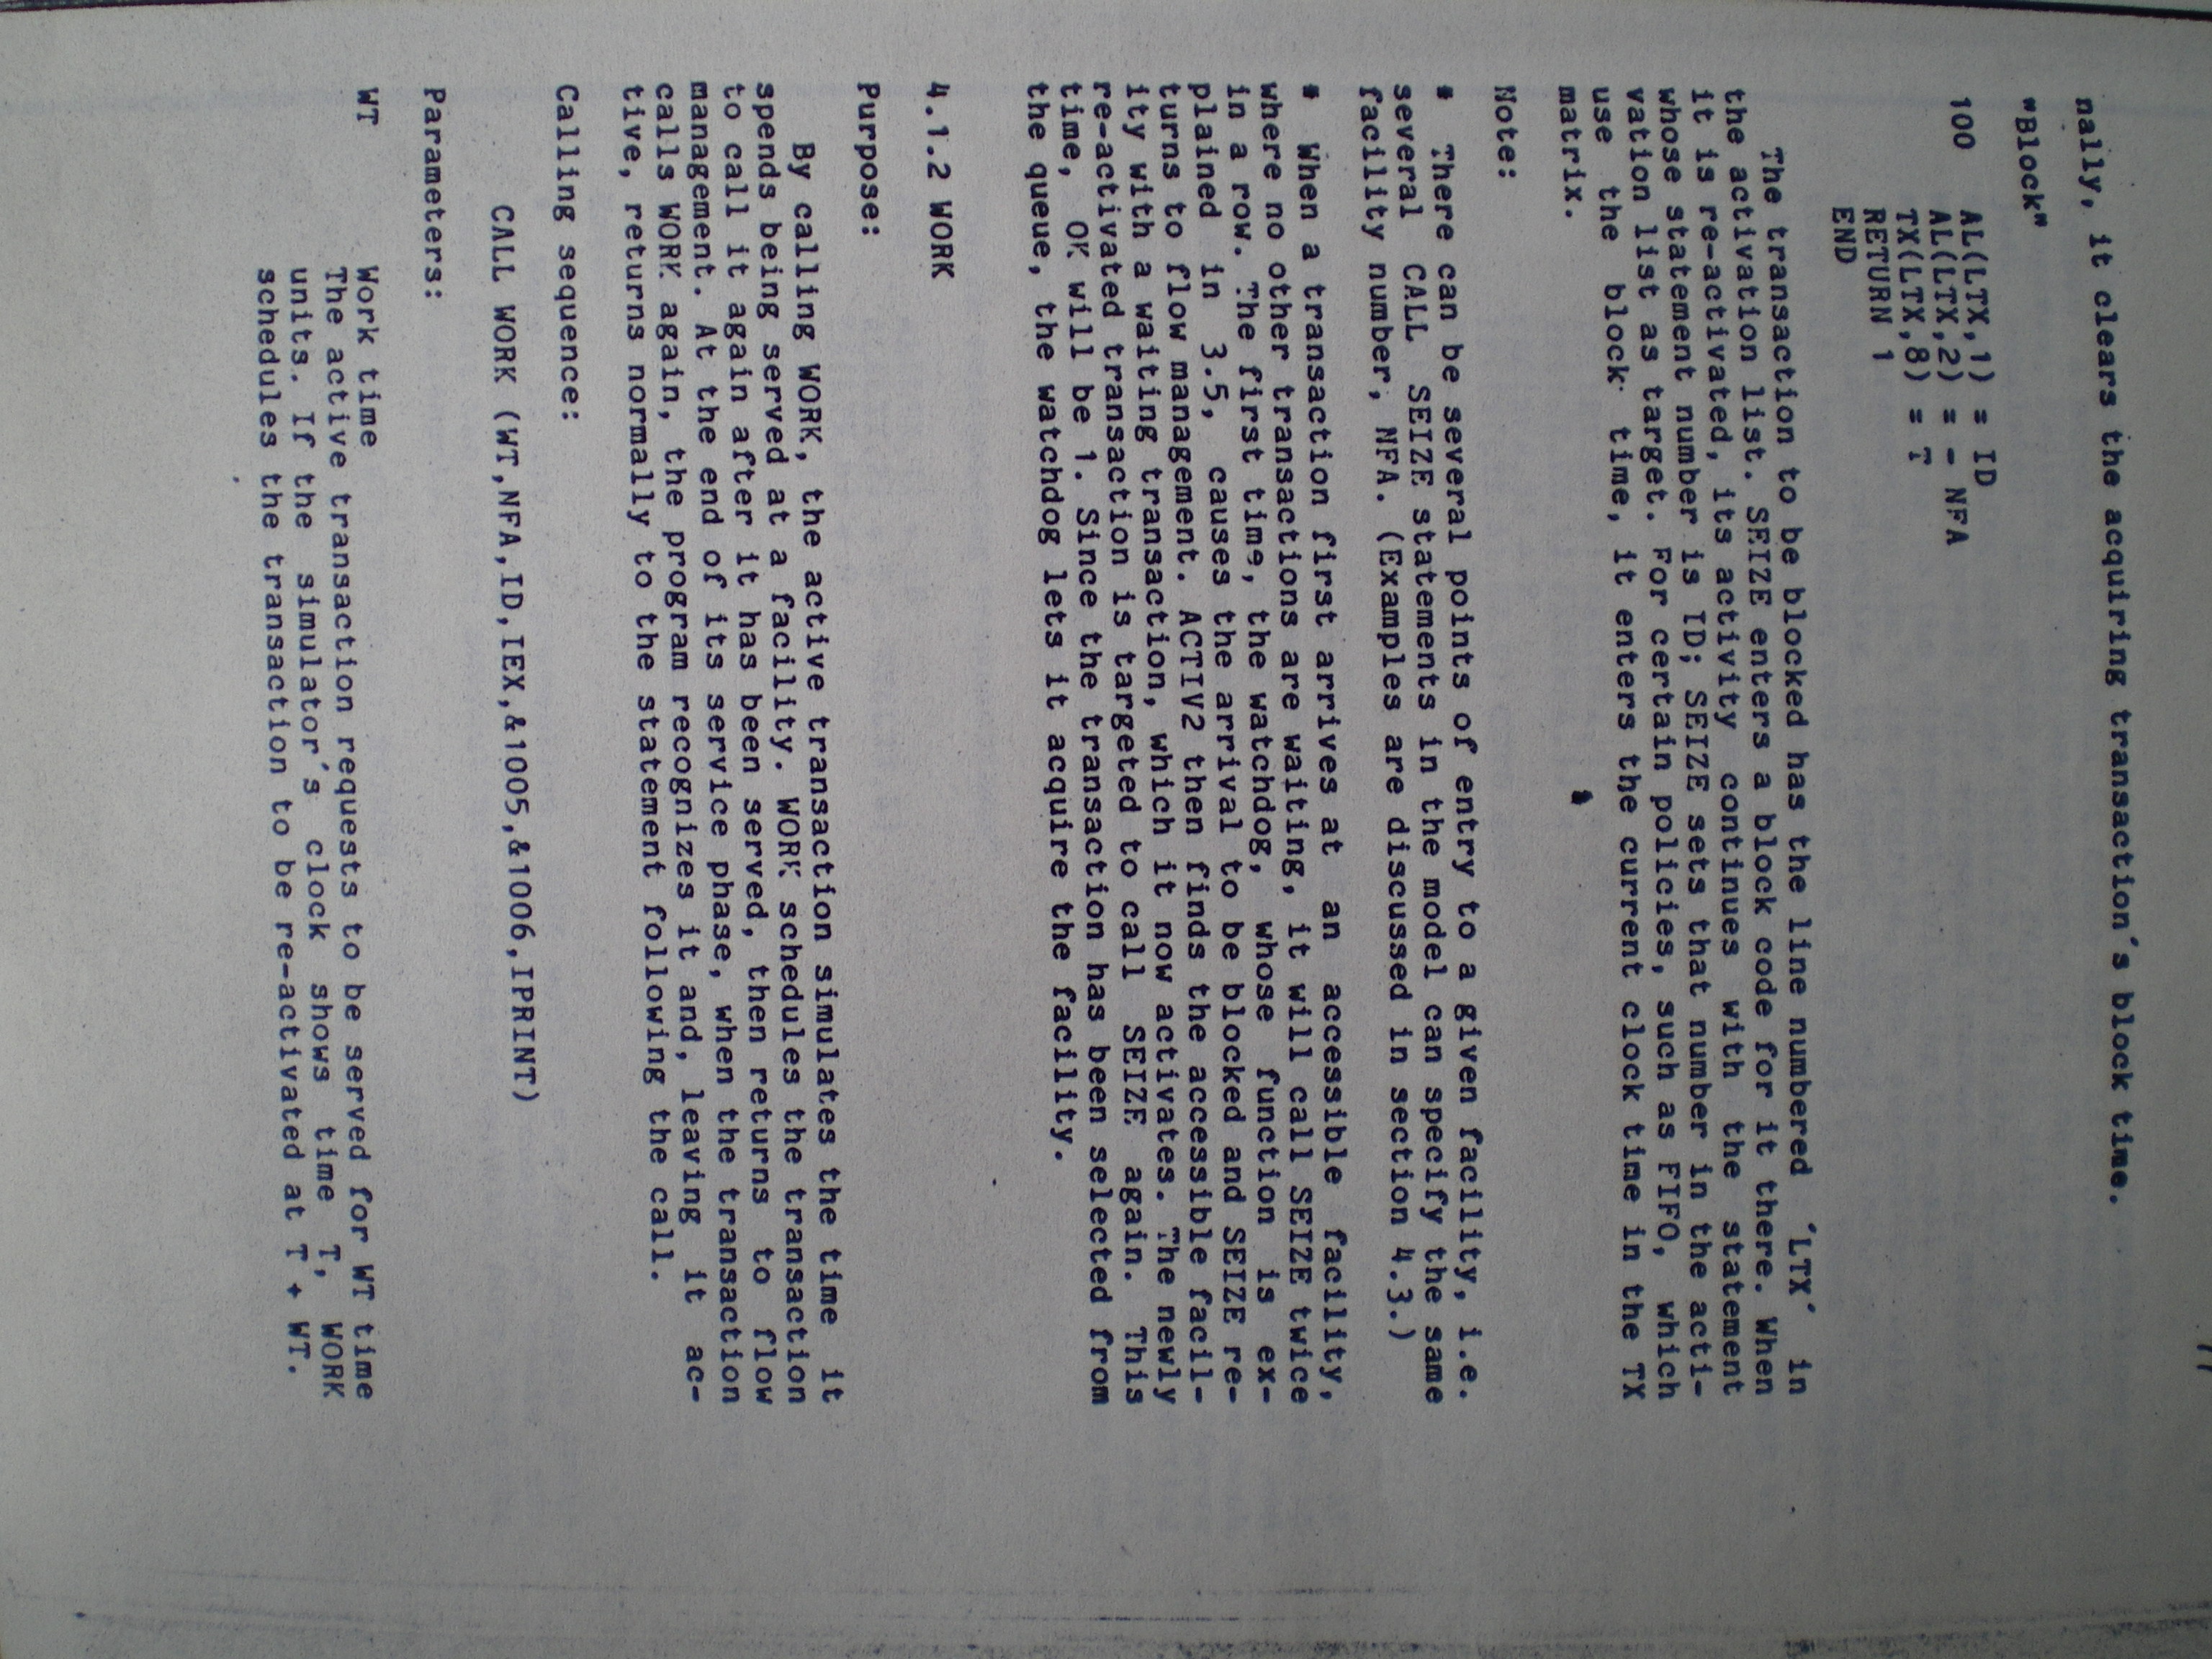 nally, it clears the acquiring transaction's block time.
"Block"
100 AL(LTX,1) = ID
AL(LTX,2) = - NFA
TX(LTX,8) = T
RETURN 1
END
The transaction to be blocked has the line numbered 'LTX' in
the activation list. SEIZE enters a block code for it there. When
it is re-activated, its activity continues with the statement
whose statement number is ID; SEIZE sets that number in the acti-
vation list as target. For certain policies, such as FIFO, which
use the block time, it enters the current clock time in the TX
matrix.
Note:
* There can be several points of entry to a given facility, i.e.
several CALL SEIZE statements in the model can specify the same
facility number, NFA. (Examples are discussed in section 4.3.)
* When a transaction first arrives at an accessible facility,
where no other transactions are waiting, it will call SEIZE twice
in a row. The first time, the watchdog, whose function is ex-
plained in 3.5, causes the arrival to be blocked and SEIZE re-
turns to flow management. ACTIV2 then finds the accessible facil-
ity with a waiting transaction, which it now activates. The newly
re-activated transaction is targeted to call SEIZE again. This
time, OK will be 1. Since the transaction has been selected from
the queue, the watchdog lets it acquire the facility.
4.1.2 WORK
Purpose:
By calling WORK, the active transaction simulates the time it
spends being served at a facility. WORK schedules the transaction
to call it again after it has been served, then returns to flow
management. At the end of its service phase, when the transaction
calls WORK again, the program recognizes it and, leaving it ac-
tive, returns normally to the statement following the call.
Calling sequence:
CALL WORK (WT,NFA,ID,IEX,&1005,&1006,IPRINT)
Parameters:
WT Work time
The active transaction requests to be served for WT time
units. If the simulator's clock shows time T, WORK
schedules the transaction to be re-activated at T + WT.